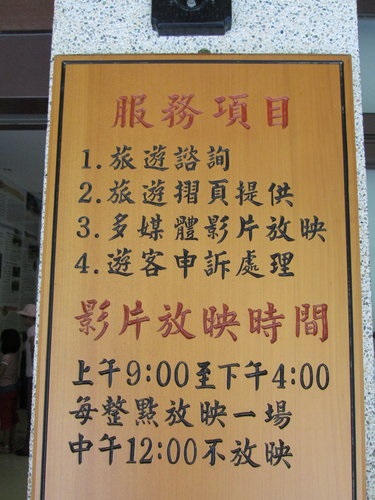 服務項目
1.旅遊諮詢
2.旅遊摺頁提供
3.多媒體影片放映
4.遊客申訴處理
影片放映時間
上午9:00至下午4:00
每整點放映一場
中午12:00不放映